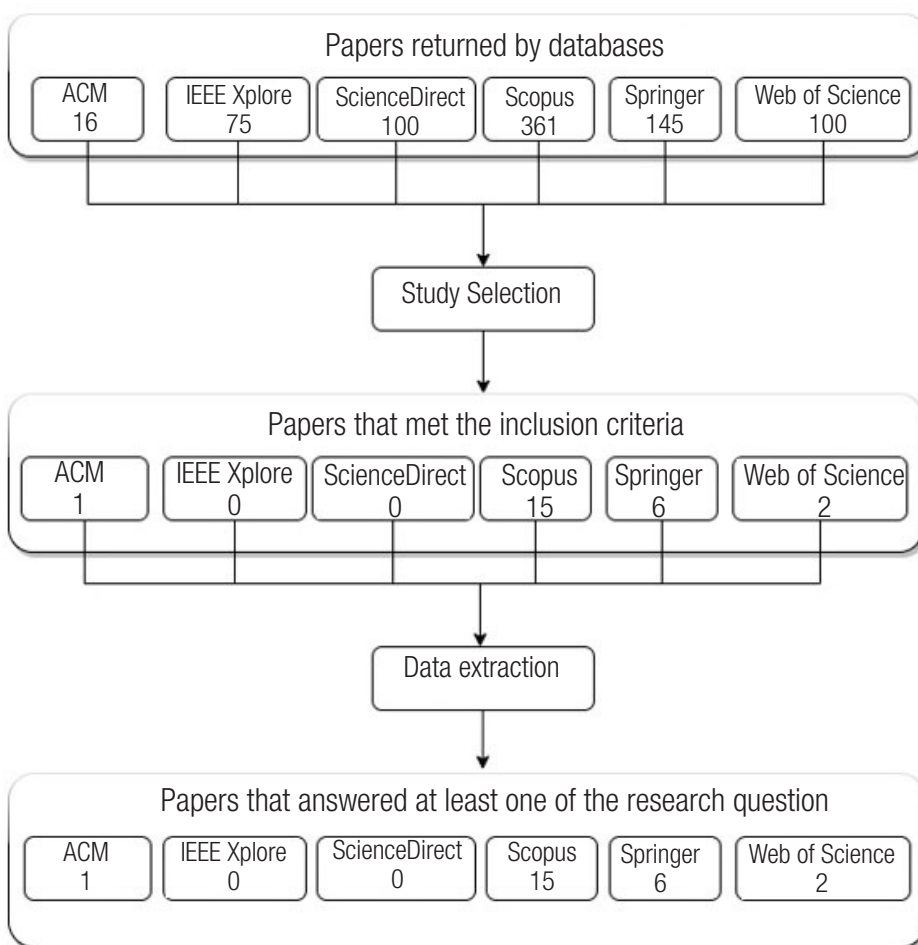 Papers returned by databases
ACM
16
IEEE Xplore
75
ScienceDirect
100
Scopus
361
Springer
145
Web of Science
100
Study Selection
Papers that met the inclusion criteria
ACM
1
IEEE Xplore
0
ScienceDirect
0
Scopus
15
Springer
6
Web of Science
2
Data extraction
Papers that answered at least one of the research question
ACM
1
IEEE Xplore
0
ScienceDirect
0
Scopus
15
Springer
6
Web of Science
2